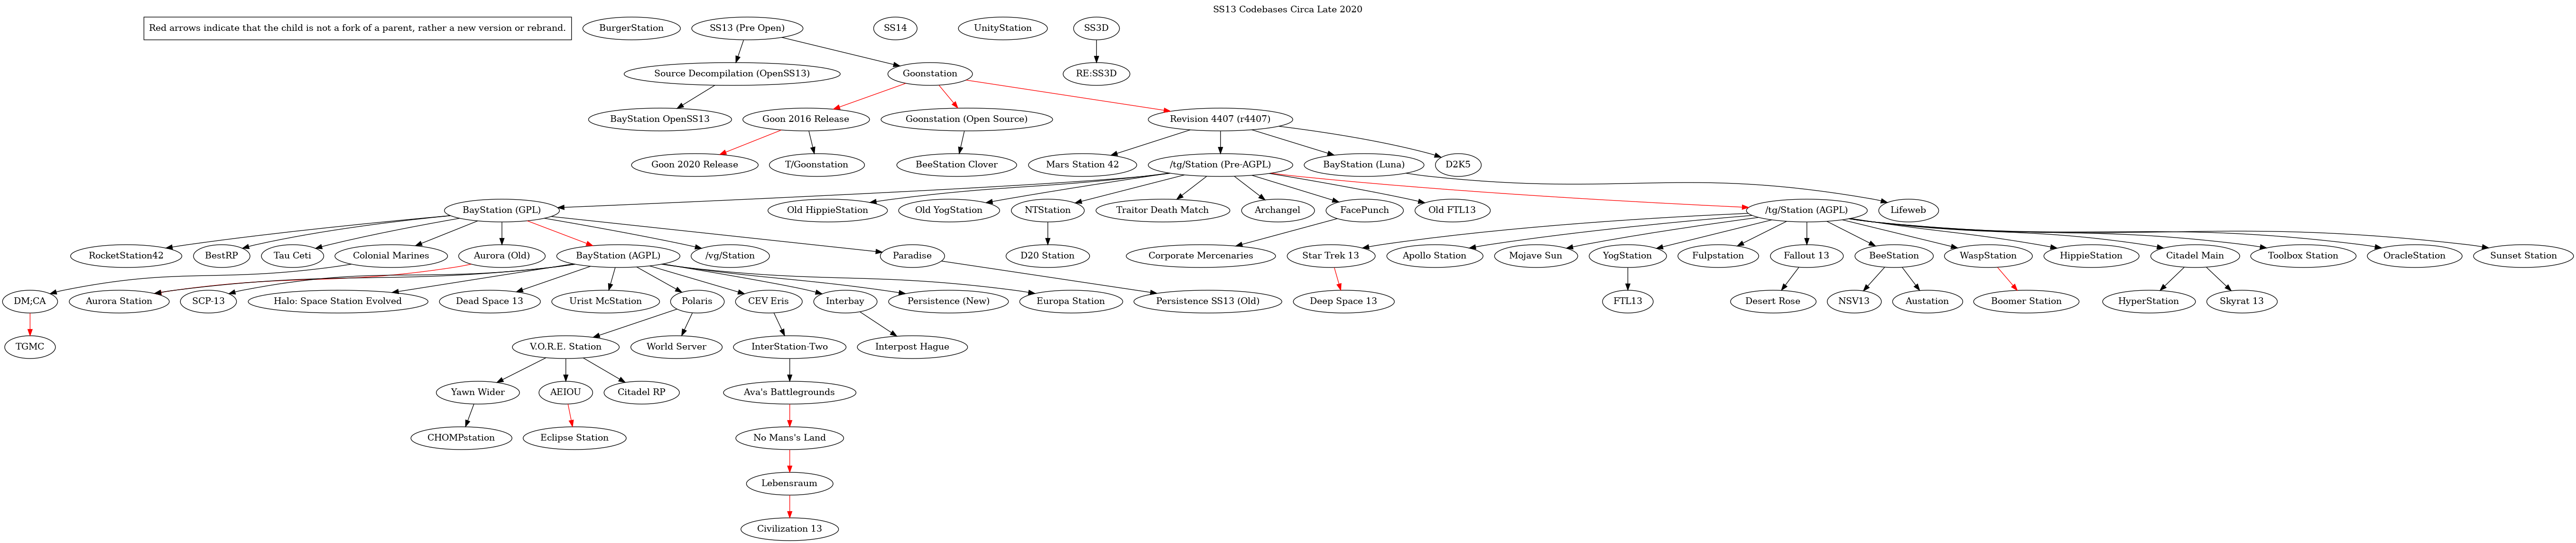 SS13 Codebases Circa Late 2020
Red arrows indicate that the child is not a fork of a parent, rather a new version or rebrand.
BurgerStation
SS13 (Pre Open)
SS14
UnityStation
SS3D
Source Decompilation (OpenSS13)
Goonstation
RE:SS3D
BayStation OpenSS13
Goon 2016 Release
Goonstation (Open Source)
Revision 4407 (r4407)
Goon 2020 Release
T/Goonstation
BeeStation Clover
Mars Station 42
/tg/Station (Pre-AGPL)
BayStation (Luna)
D2K5
BayStation (GPL)
Old HippieStation
Old YogStation
NTStation
Traitor Death Match
Archangel
FacePunch
Old FTL13
/tg/Station (AGPL)
Lifeweb
RocketStation42
BestRP
Tau Ceti
Colonial Marines
Aurora (Old)
BayStation (AGPL)
/vg/Station
Paradise
D20 Station
Corporate Mercenaries
Star Trek 13
Apollo Station
Mojave Sun
YogStation
Fulpstation
Fallout 13
BeeStation
WaspStation
HippieStation
Citadel Main
Toolbox Station
OracleStation
Sunset Station
DM;CA
Aurora Station
SCP-13
Halo: Space Station Evolved
Dead Space 13
Urist McStation
Polaris
CEV Eris
Interbay
Persistence (New)
Europa Station
Persistence SS13 (Old)
Deep Space 13
FTL13
Desert Rose
NSV13
Austation
Boomer Station
HyperStation
Skyrat 13
TGMC
V.O.R.E. Station
World Server
InterStation-Two
Interpost Hague
Yawn Wider
AEIOU
Citadel RP
Ava's Battlegrounds
CHOMPstation
Eclipse Station
No Mans's Land
Lebensraum
Civilization 13